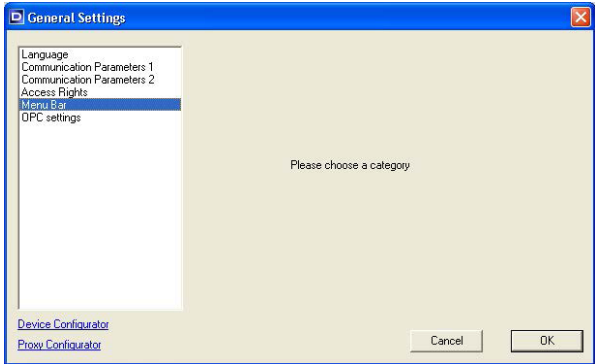 General Settings
Language
Communication Parameters 1
Communication Parameters 2
Access Rights
Menu Bar
OPC settings
Please choose a category
Device Configurator
Proxy Configurator
Cancel
OK